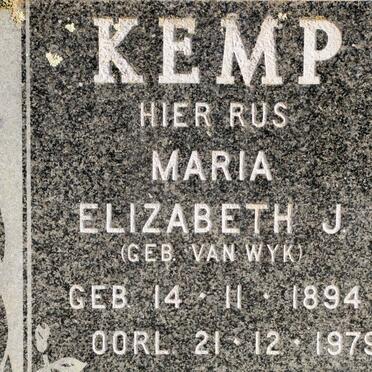 KEMP
HIER RUS
MARIA
ELIZABETH J
(GEB. VAN WYK)
GEB. 14 · 11 · 1894
OORL. 21 · 12 · 1979